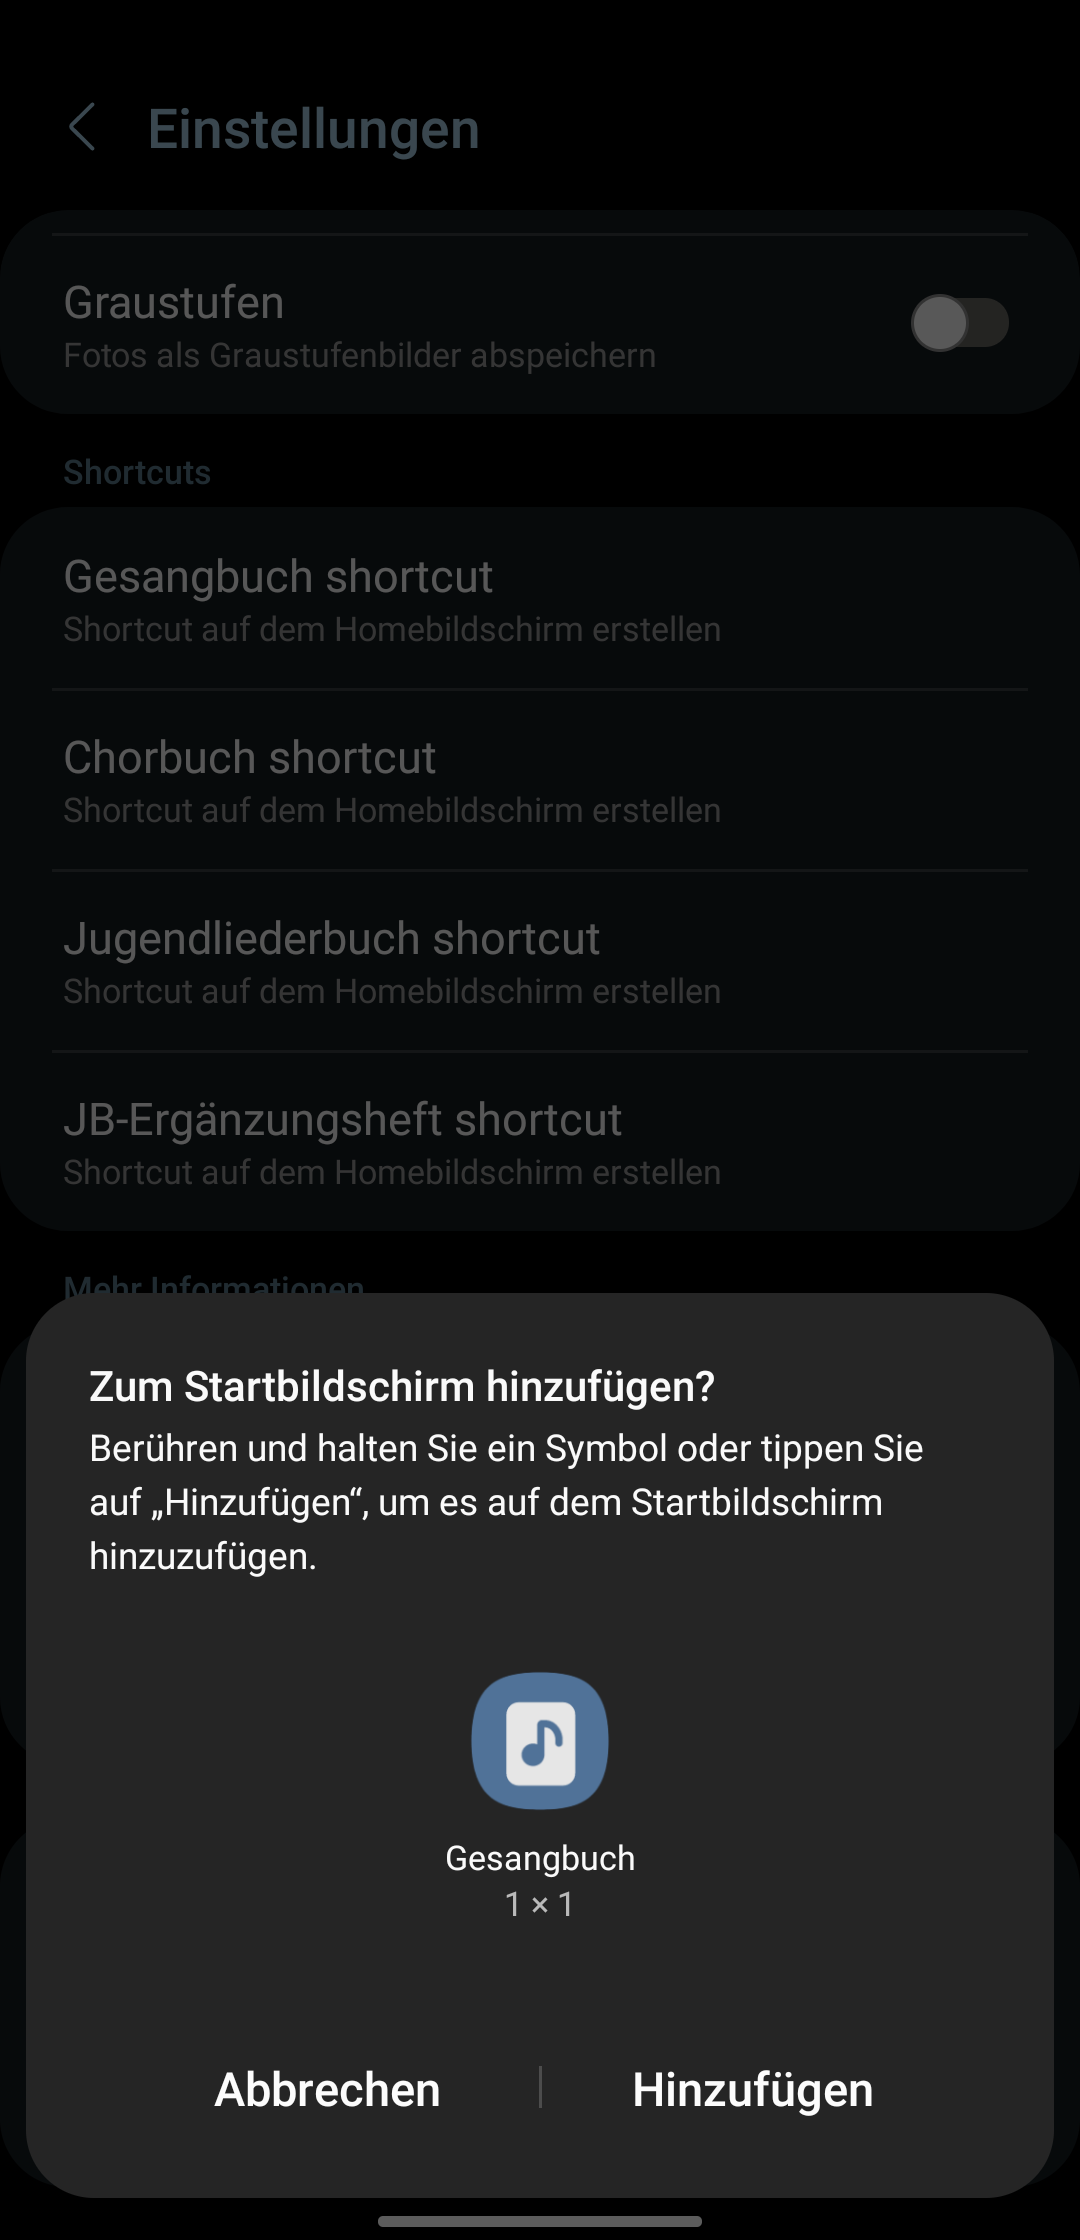 Einstellungen
Graustufen
Fotos als Graustufenbilder abspeichern
Shortcuts
Gesangbuch shortcut
Shortcut auf dem Homebildschirm erstellen
Chorbuch shortcut
Shortcut auf dem Homebildschirm erstellen
Jugendliederbuch shortcut
Shortcut auf dem Homebildschirm erstellen
JB-Ergänzungsheft shortcut
Shortcut auf dem Homebildschirm erstellen
Mehr Informationen
Zum Startbildschirm hinzufügen?
Berühren und halten Sie ein Symbol oder tippen Sie
auf „Hinzufügen“, um es auf dem Startbildschirm
hinzuzufügen.
Gesangbuch
1 × 1
Abbrechen
Hinzufügen